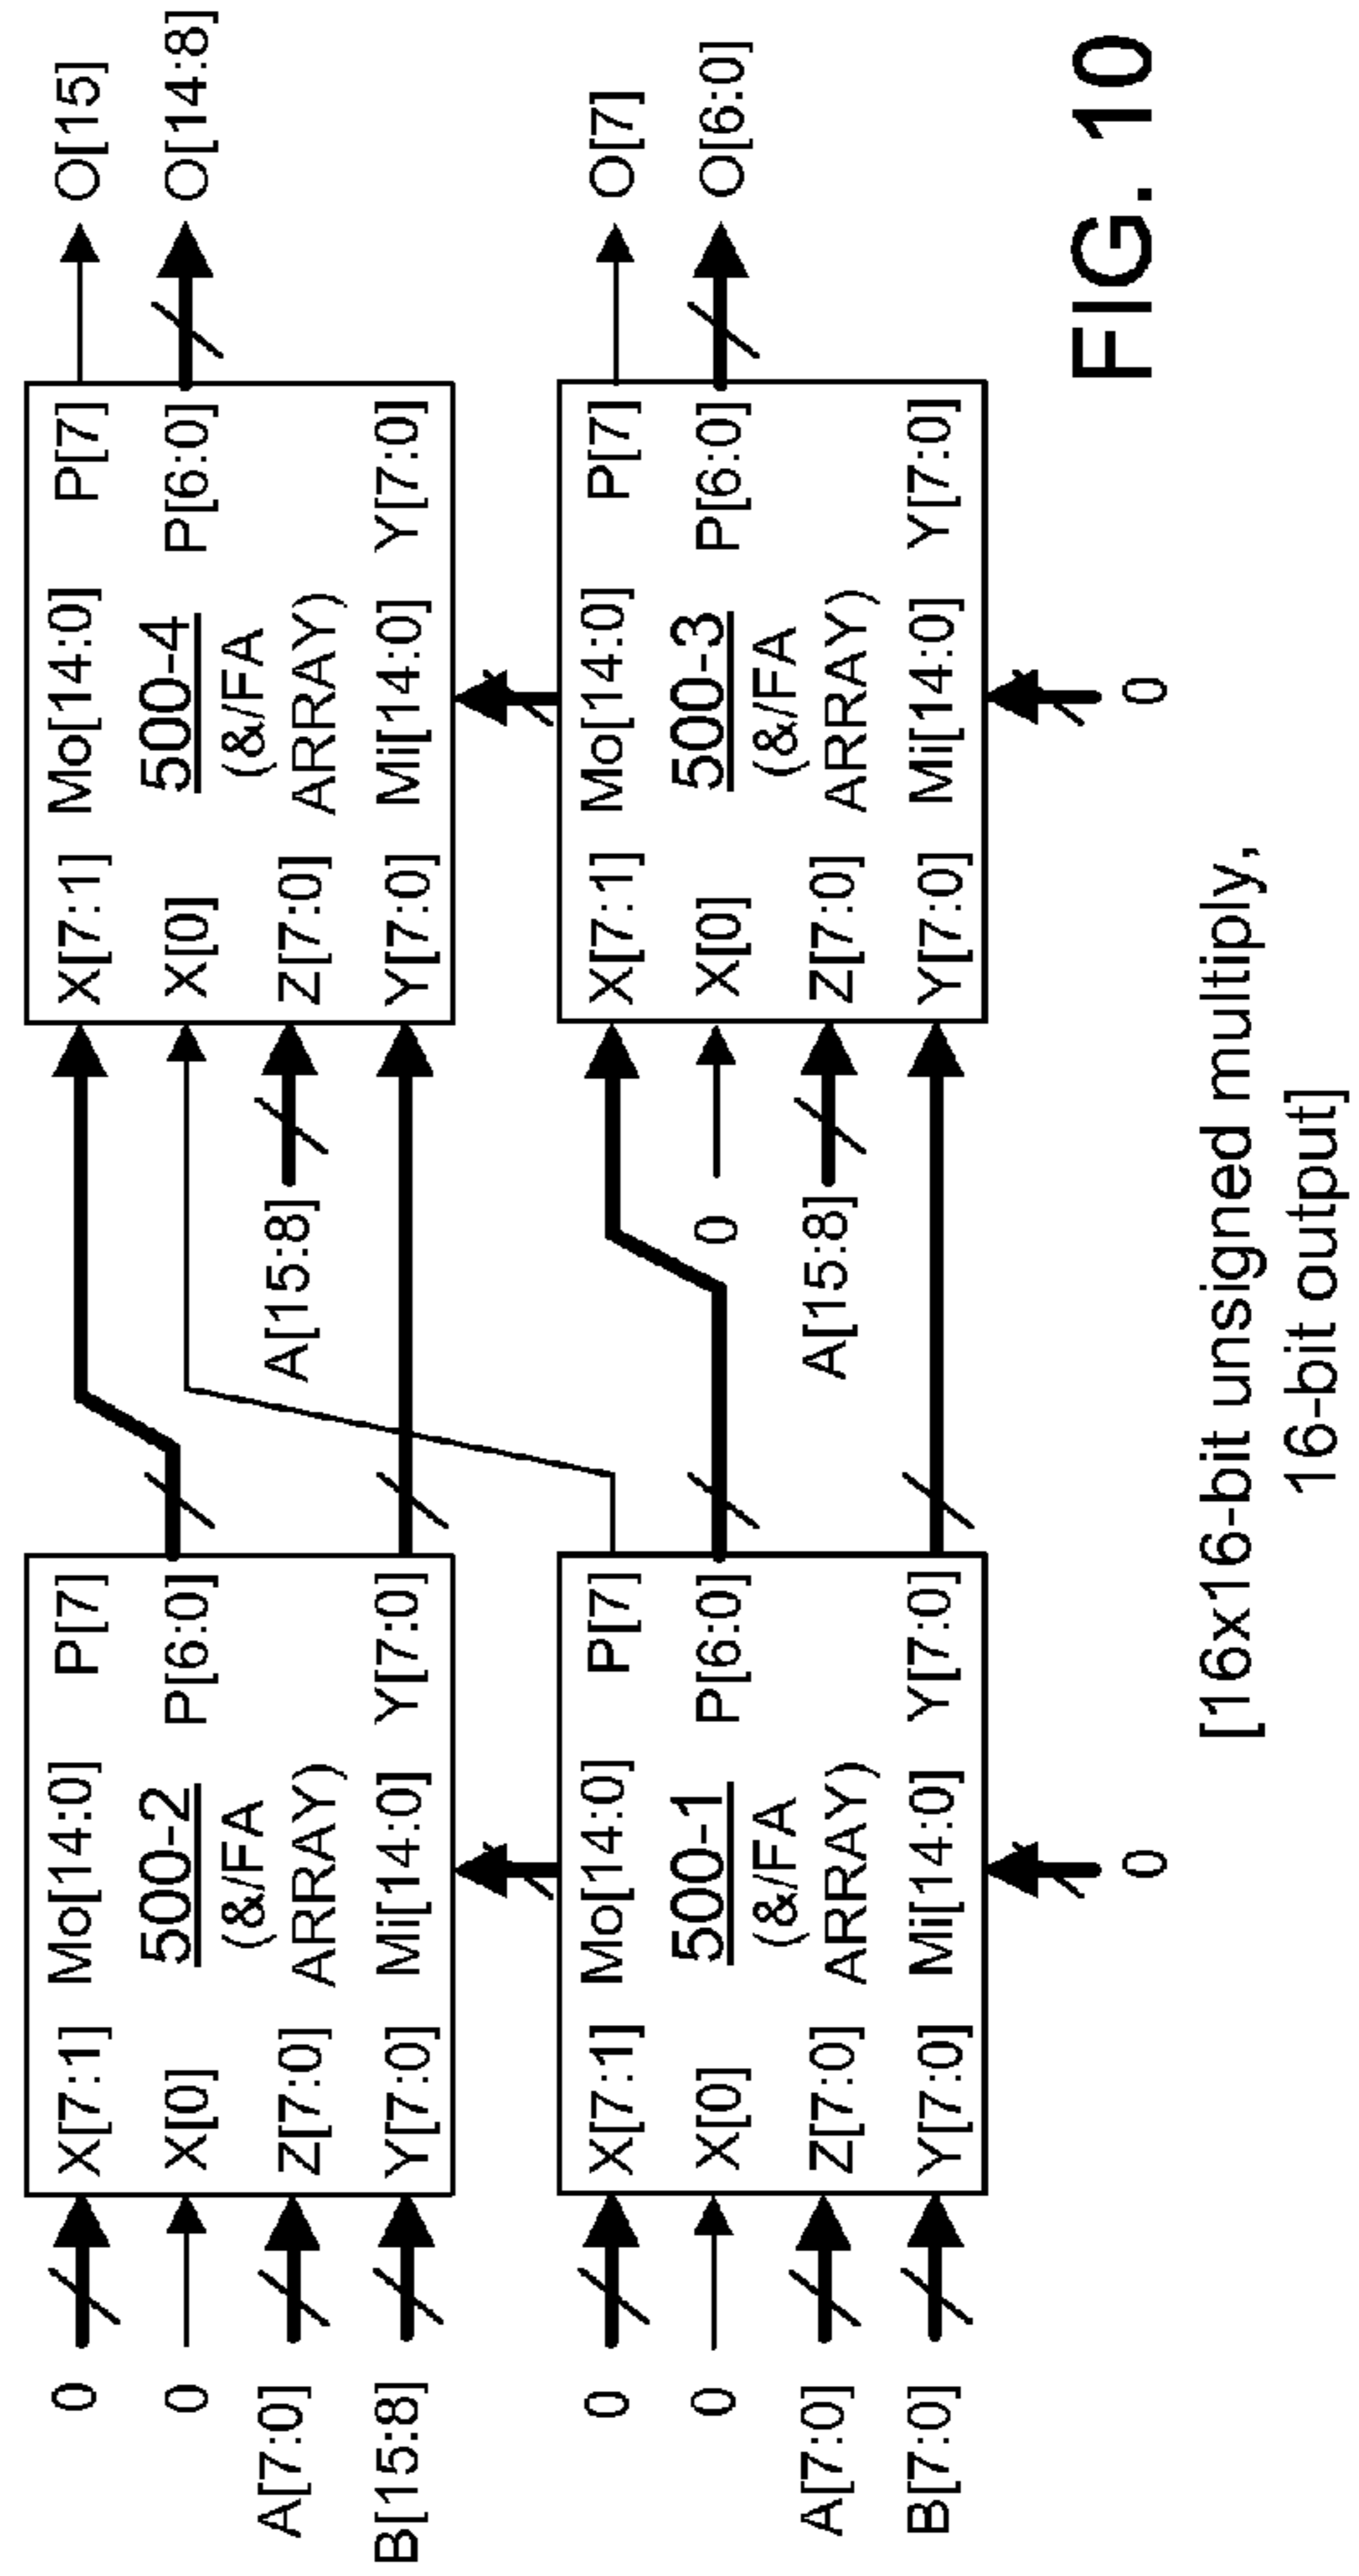 0
0
A[7:0]
B[15:8]
X[7:1]
X[0]
Z[7:0]
Y[7:0]
Mo[14:0]
500-2
(&/FA
ARRAY)
Mi[14:0]
P[7]
P[6:0]
Y[7:0]
A[15:8]
X[7:1]
X[0]
Z[7:0]
Y[7:0]
Mo[14:0]
500-4
(&/FA
ARRAY)
Mi[14:0]
P[7]
P[6:0]
Y[7:0]
O[15]
O[14:8]
0
0
A[7:0]
B[7:0]
X[7:1]
X[0]
Z[7:0]
Y[7:0]
Mo[14:0]
500-1
(&/FA
ARRAY)
Mi[14:0]
P[7]
P[6:0]
Y[7:0]
0
0
A[15:8]
X[7:1]
X[0]
Z[7:0]
Y[7:0]
Mo[14:0]
500-3
(&/FA
ARRAY)
Mi[14:0]
P[7]
P[6:0]
Y[7:0]
0
O[7]
O[6:0]
[16x16-bit unsigned multiply,
16-bit output]
FIG. 10